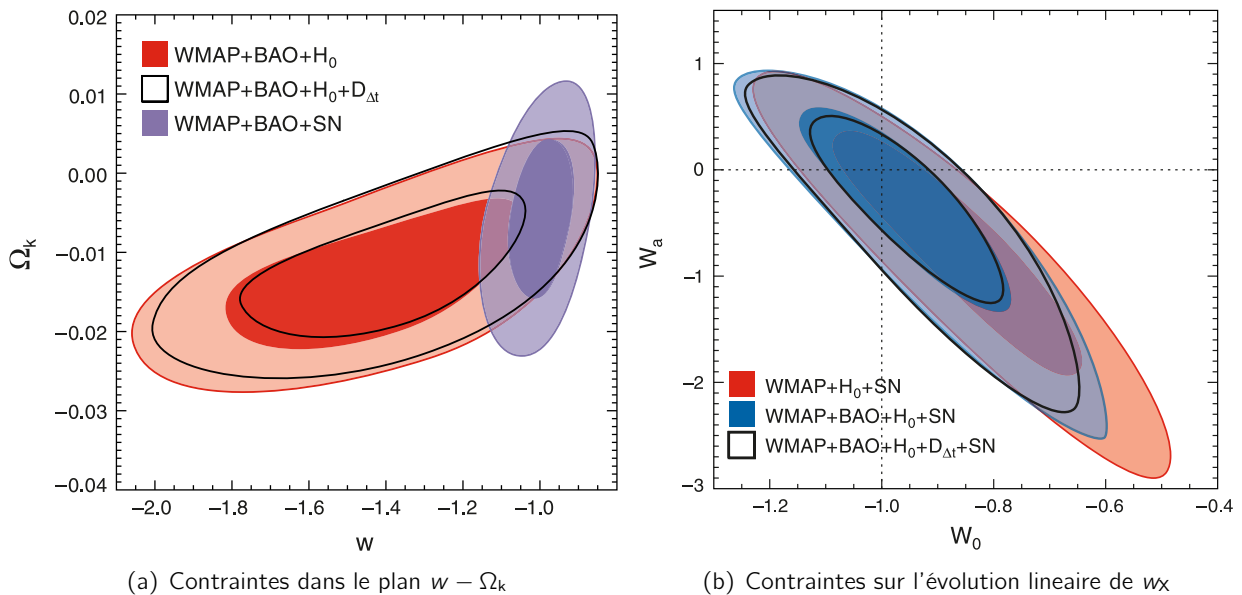 0.02
0.01
0.00
−0.01
−0.02
−0.03
−0.04
Ωk
WMAP+BAO+H0
WMAP+BAO+H0+DΔt
WMAP+BAO+SN
−2.0 −1.8 −1.6 −1.4 −1.2 −1.0
w
(a) Contraintes dans le plan w − Ωk
1
0
−1
−2
−3
Wa
WMAP+H0+SN
WMAP+BAO+H0+SN
WMAP+BAO+H0+DΔt+SN
−1.2 −1.0 −0.8 −0.6 −0.4
W0
(b) Contraintes sur l'évolution lineaire de wX